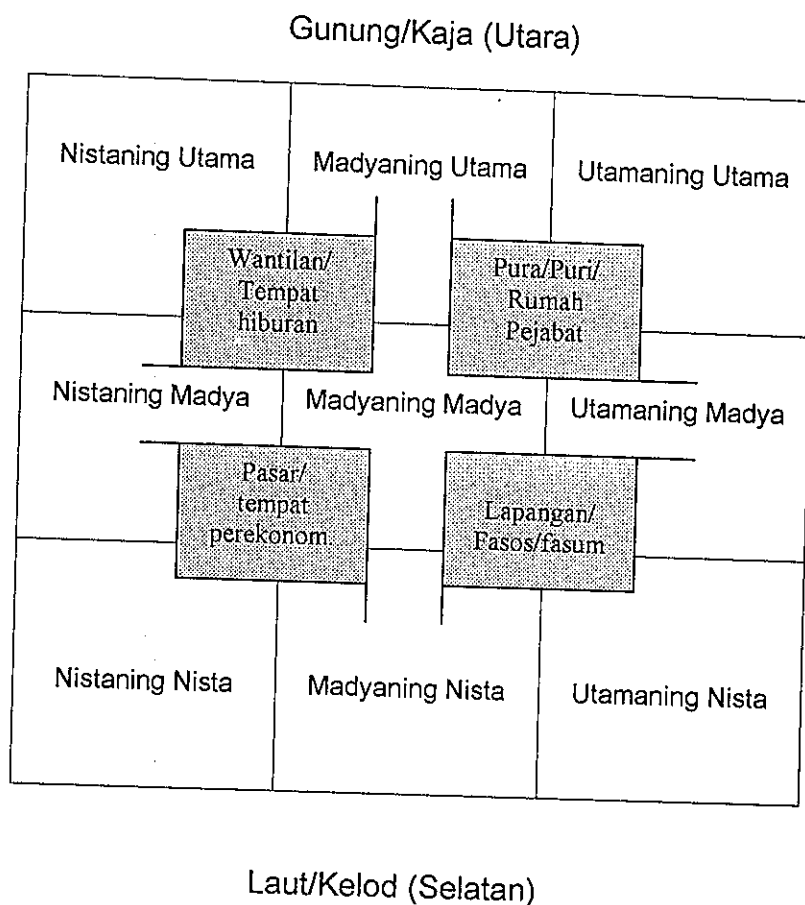 Gunung/Kaja (Utara)
Nistaning Utama
Madyaning Utama
Utamaning Utama
Wantilan/
Tempat
hiburan
Pura/Puri/
Rumah
Pejabat
Nistaning Madya
Madyaning Madya
Utamaning Madya
Pasar/
tempat
perekonom.
Lapangan/
Fasos/fasum
Nistaning Nista
Madyaning Nista
Utamaning Nista
Laut/Kelod (Selatan)